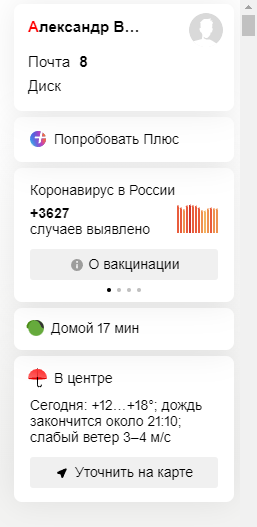 Александр В...
Почта 8
Диск
Попробовать Плюс
Коронавирус в России
+3627
случаев выявлено
О вакцинации
Домой 17 мин
В центре
Сегодня: +12...+18°; дождь
закончится около 21:10;
слабый ветер 3–4 м/с
Уточнить на карте